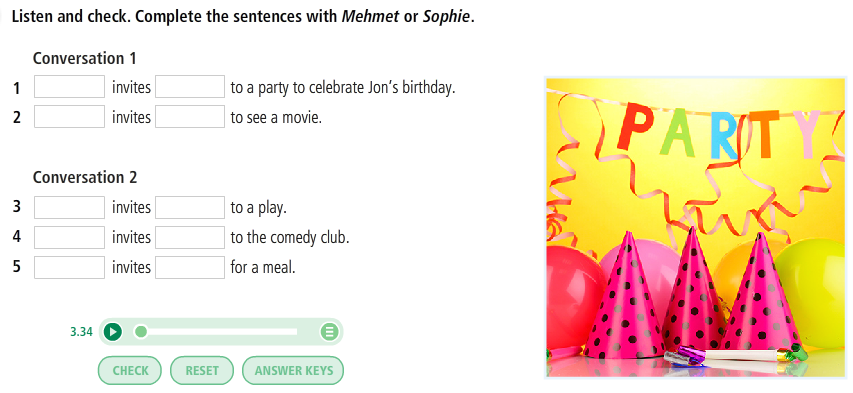 Listen and check. Complete the sentences with Mehmet or Sophie.
Conversation 1
1 invites to a party to celebrate Jon's birthday.
2 invites to see a movie.
Conversation 2
3 invites to a play.
4 invites to the comedy club.
5 invites for a meal.
3.34
CHECK RESET ANSWER KEYS
PARTY